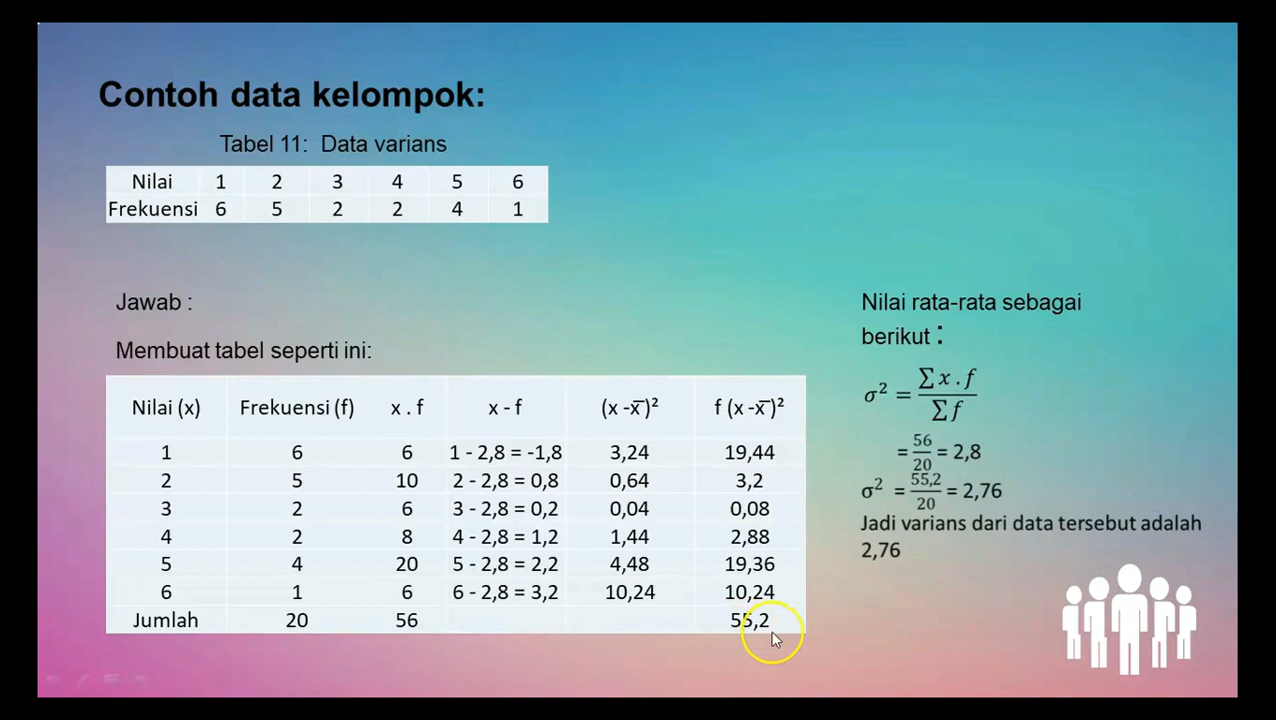 Contoh data kelompok:
Tabel 11: Data varians
Nilai 1 2 3 4 5 6
Frekuensi 6 5 2 2 4 1
Jawab :
Membuat tabel seperti ini:
Nilai (x) Frekuensi (f) x . f x - f (x -x̅)² f (x -x̅)²
1 6 6 1 - 2,8 = -1,8 3,24 19,44
2 5 10 2 - 2,8 = 0,8 0,64 3,2
3 2 6 3 - 2,8 = 0,2 0,04 0,08
4 2 8 4 - 2,8 = 1,2 1,44 2,88
5 4 20 5 - 2,8 = 2,2 4,48 19,36
6 1 6 6 - 2,8 = 3,2 10,24 10,24
Jumlah 20 56 55,2
Nilai rata-rata sebagai
berikut :
σ² = ∑ x . f / ∑ f
= 56/20 = 2,8
σ² = 55,2/20 = 2,76
Jadi varians dari data tersebut adalah
2,76